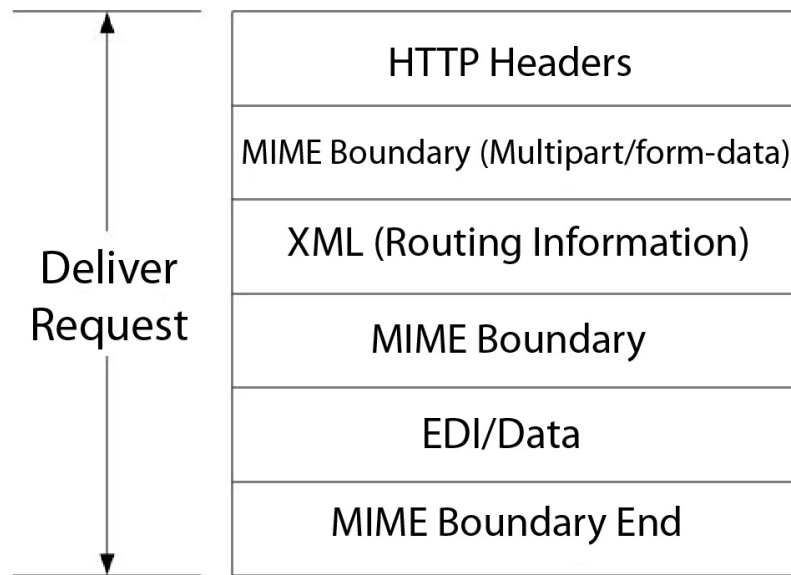 HTTP Headers
MIME Boundary (Multipart/form-data)
XML (Routing Information)
Deliver
Request
MIME Boundary
EDI/Data
MIME Boundary End